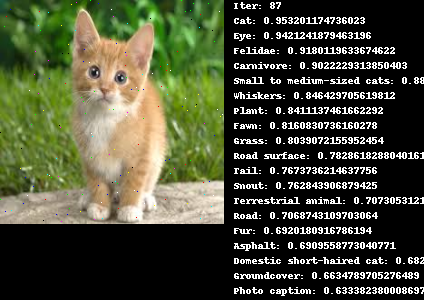 Iter: 87
Cat: 0.953201174736023
Eye: 0.9421241879463196
Felidae: 0.9180119633674622
Carnivore: 0.9022229313850403
Small to medium-sized cats: 0.88
Whiskers: 0.846429705619812
Plant: 0.8411137461662292
Fawn: 0.8160830736160278
Grass: 0.8039072155952454
Road surface: 0.7828618288040161
Tail: 0.7673736214637756
Snout: 0.762843906879425
Terrestrial animal: 0.7073053121
Road: 0.7068743109703064
Fur: 0.6920180916786194
Asphalt: 0.6909558773040771
Domestic short-haired cat: 0.682
Groundcover: 0.6634789705276489
Photo caption: 0.633382380008697